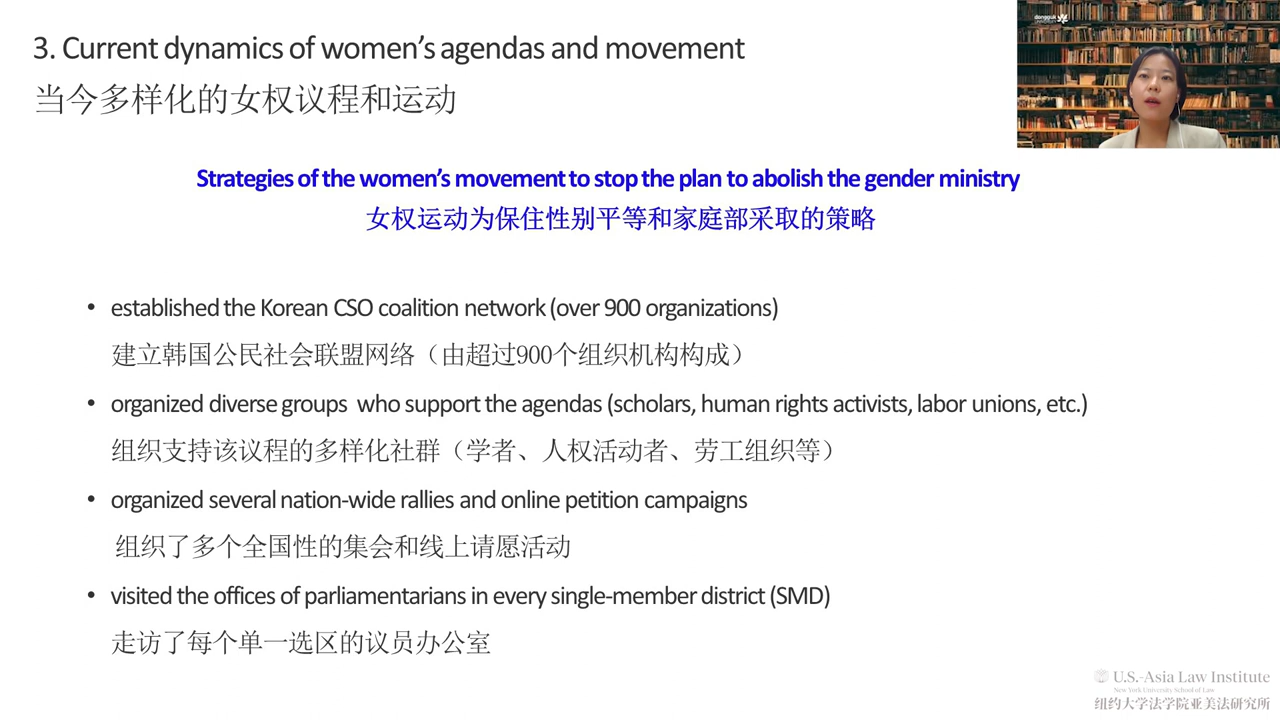 3. Current dynamics of women's agendas and movement
当今多样化的女权议程和运动
dongguk
UNIVERSITY
Strategies of the women's movement to stop the plan to abolish the gender ministry
女权运动为保住性别平等和家庭部采取的策略
• established the Korean CSO coalition network (over 900 organizations)
建立韩国公民社会联盟网络（由超过900个组织机构构成）
• organized diverse groups who support the agendas (scholars, human rights activists, labor unions, etc.)
组织支持该议程的多样化社群（学者、人权活动者、劳工组织等）
• organized several nation-wide rallies and online petition campaigns
组织了多个全国性的集会和线上请愿活动
• visited the offices of parliamentarians in every single-member district (SMD)
走访了每个单一选区的议员办公室
U.S.-Asia Law Institute
New York University School of Law
纽约大学法学院亚美法研究所